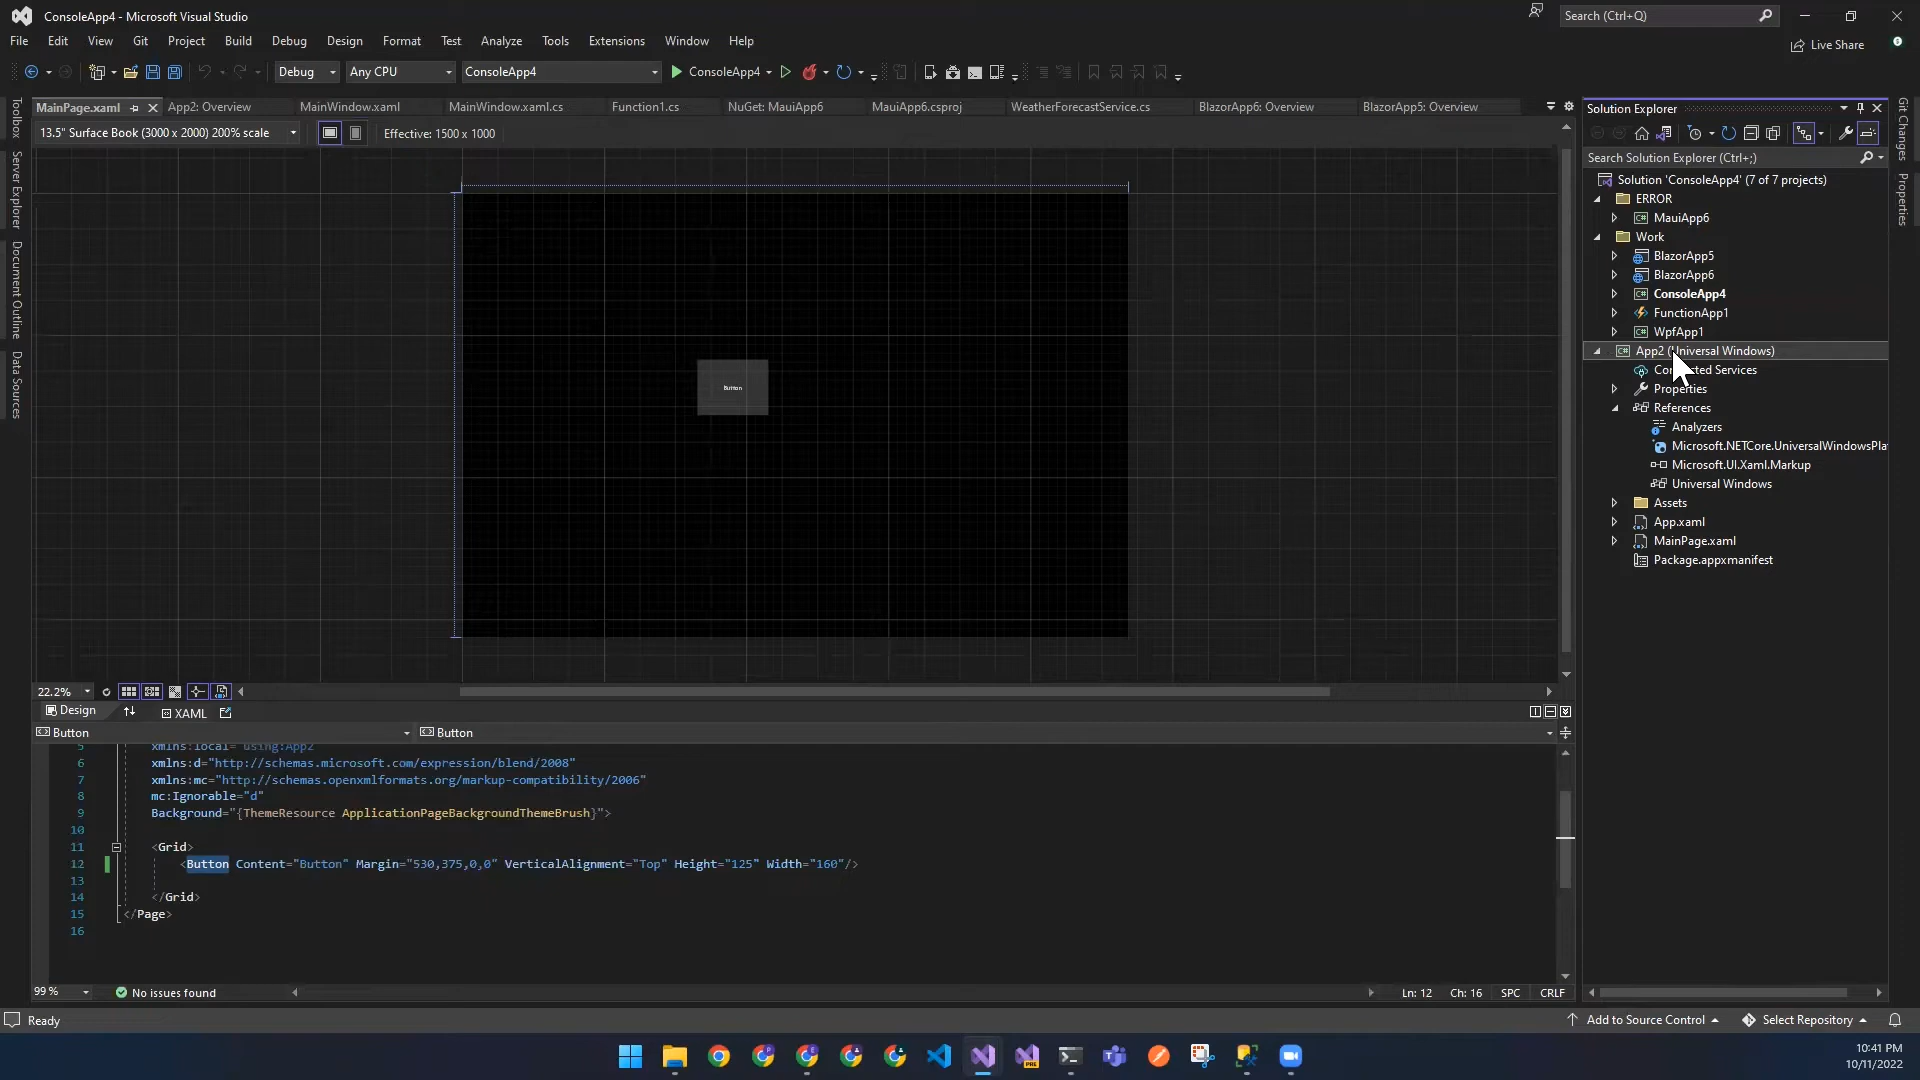 ConsoleApp4 - Microsoft Visual Studio
Search (Ctrl+Q)
File Edit View Git Project Build Debug Design Format Test Analyze Tools Extensions Window Help
Live Share
Debug Any CPU ConsoleApp4 ConsoleApp4
MainPage.xaml App2: Overview MainWindow.xaml MainWindow.xaml.cs Function1.cs NuGet: MauiApp6 MauiApp6.csproj WeatherForecastService.cs BlazorApp6: Overview BlazorApp5: Overview
13.5" Surface Book (3000 x 2000) 200% scale Effective: 1500 x 1000
Toolbox
Server Explorer
Document Outline
Data Sources
Button
22.2%
Design XAML
Button Button
5 xmlns:local="using:App2"
6 xmlns:d="http://schemas.microsoft.com/expression/blend/2008"
7 xmlns:mc="http://schemas.openxmlformats.org/markup-compatibility/2006"
8 mc:Ignorable="d"
9 Background="{ThemeResource ApplicationPageBackgroundThemeBrush}">
10
11 <Grid>
12 <Button Content="Button" Margin="530,375,0,0" VerticalAlignment="Top" Height="125" Width="160"/>
13
14 </Grid>
15 </Page>
16
99 % No issues found Ln: 12 Ch: 16 SPC CRLF
Solution Explorer
Search Solution Explorer (Ctrl+;)
Solution 'ConsoleApp4' (7 of 7 projects)
ERROR
MauiApp6
Work
BlazorApp5
BlazorApp6
ConsoleApp4
FunctionApp1
WpfApp1
App2 (Universal Windows)
Services
Properties
References
Analyzers
Microsoft.NETCore.UniversalWindowsPla
Microsoft.UI.Xaml.Markup
Universal Windows
Assets
App.xaml
MainPage.xaml
Package.appxmanifest
Git Changes
Properties
Ready Add to Source Control Select Repository
PRE
10:41 PM
10/11/2022